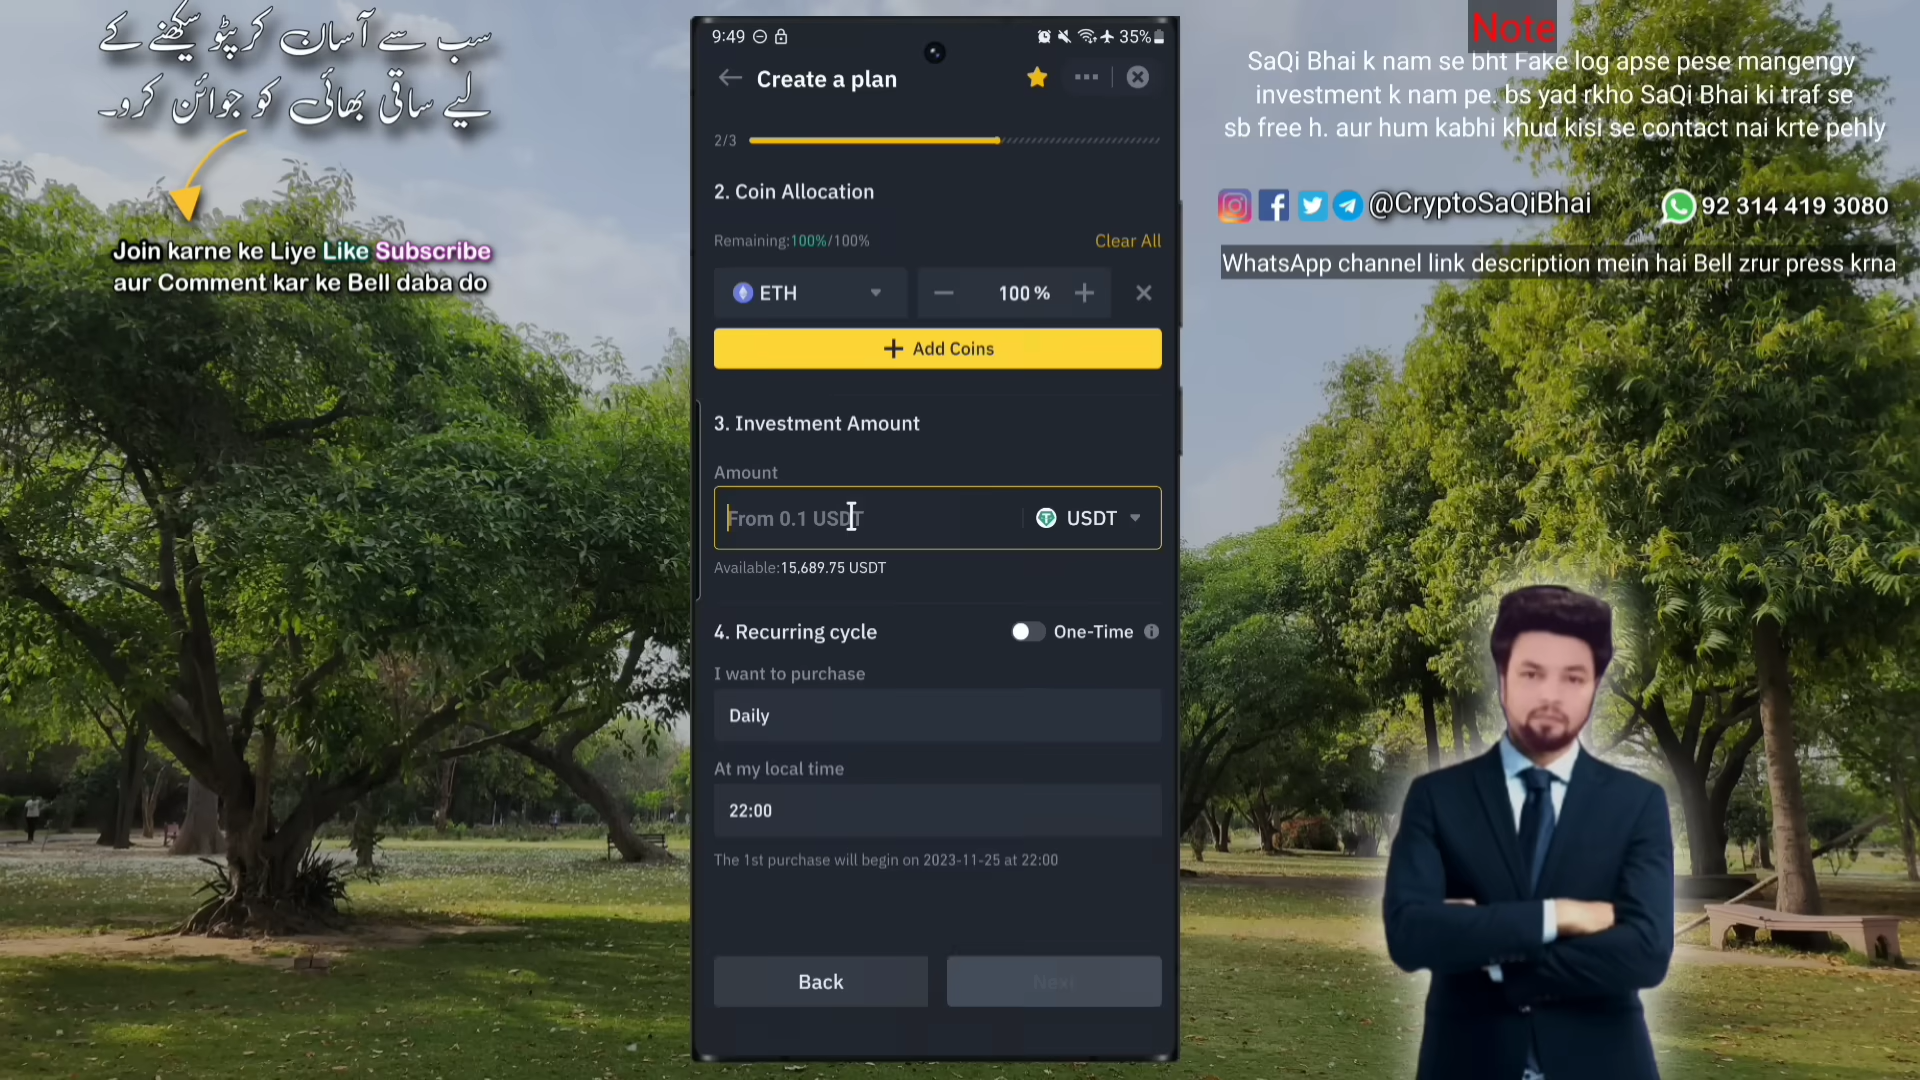 سب سے آسان کرپٹو سیکھنے کے
لیے ساقی بھائی کو جوائن کرو۔
Join karne ke Liye Like Subscribe
aur Comment kar ke Bell daba do
9:49
35%
Create a plan
2/3
2. Coin Allocation
Remaining:100%/100%
Clear All
ETH
100 %
Add Coins
3. Investment Amount
Amount
From 0.1 USDT
USDT
Available:15,689.75 USDT
4. Recurring cycle
One-Time
I want to purchase
Daily
At my local time
22:00
The 1st purchase will begin on 2023-11-25 at 22:00
Back
Next
Note
SaQi Bhai k nam se bht Fake log apse pese mangengy
investment k nam pe. bs yad rkho SaQi Bhai ki traf se
sb free h. aur hum kabhi khud kisi se contact nai krte pehly
@CryptoSaQiBhai
92 314 419 3080
WhatsApp channel link description mein hai Bell zrur press krna